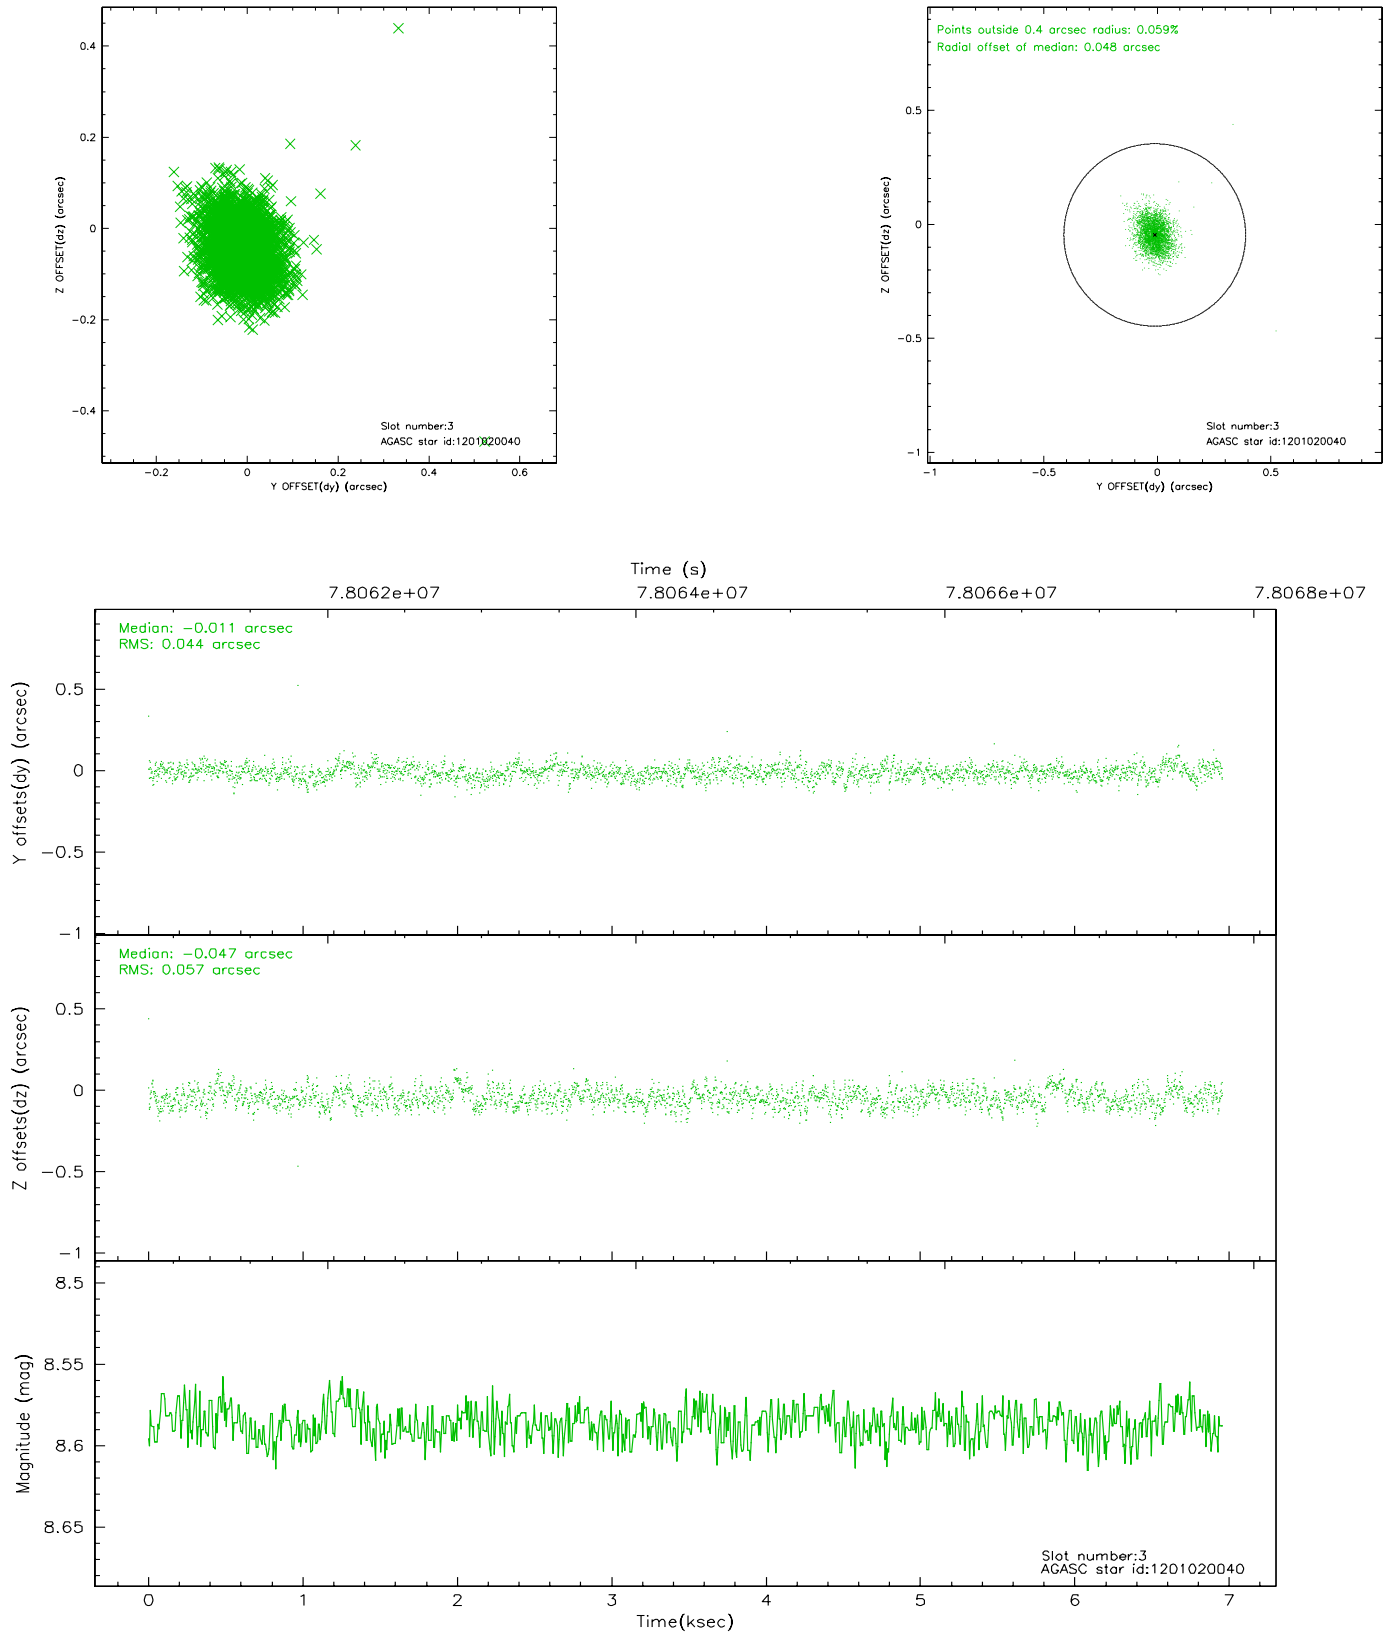 0.4
0.2
0
-0.2
-0.4
Z OFFSET(dz) (arcsec)
Slot number:3
AGASC star id:1201020040
-0.2 0 0.2 0.4 0.6
Y OFFSET(dy) (arcsec)
Points outside 0.4 arcsec radius: 0.059%
Radial offset of median: 0.048 arcsec
0.5
0
-0.5
-1
Z OFFSET(dz) (arcsec)
Slot number:3
AGASC star id:1201020040
-1 -0.5 0 0.5
Y OFFSET(dy) (arcsec)
Time (s)
7.8062e+07 7.8064e+07 7.8066e+07 7.8068e+07
Median: -0.011 arcsec
RMS: 0.044 arcsec
0.5
0
-0.5
-1
Y offsets(dy) (arcsec)
Median: -0.047 arcsec
RMS: 0.057 arcsec
0.5
0
-0.5
-1
Z offsets(dz) (arcsec)
8.5
8.55
8.6
8.65
Magnitude (mag)
Slot number:3
AGASC star id:1201020040
0 1 2 3 4 5 6 7
Time(ksec)